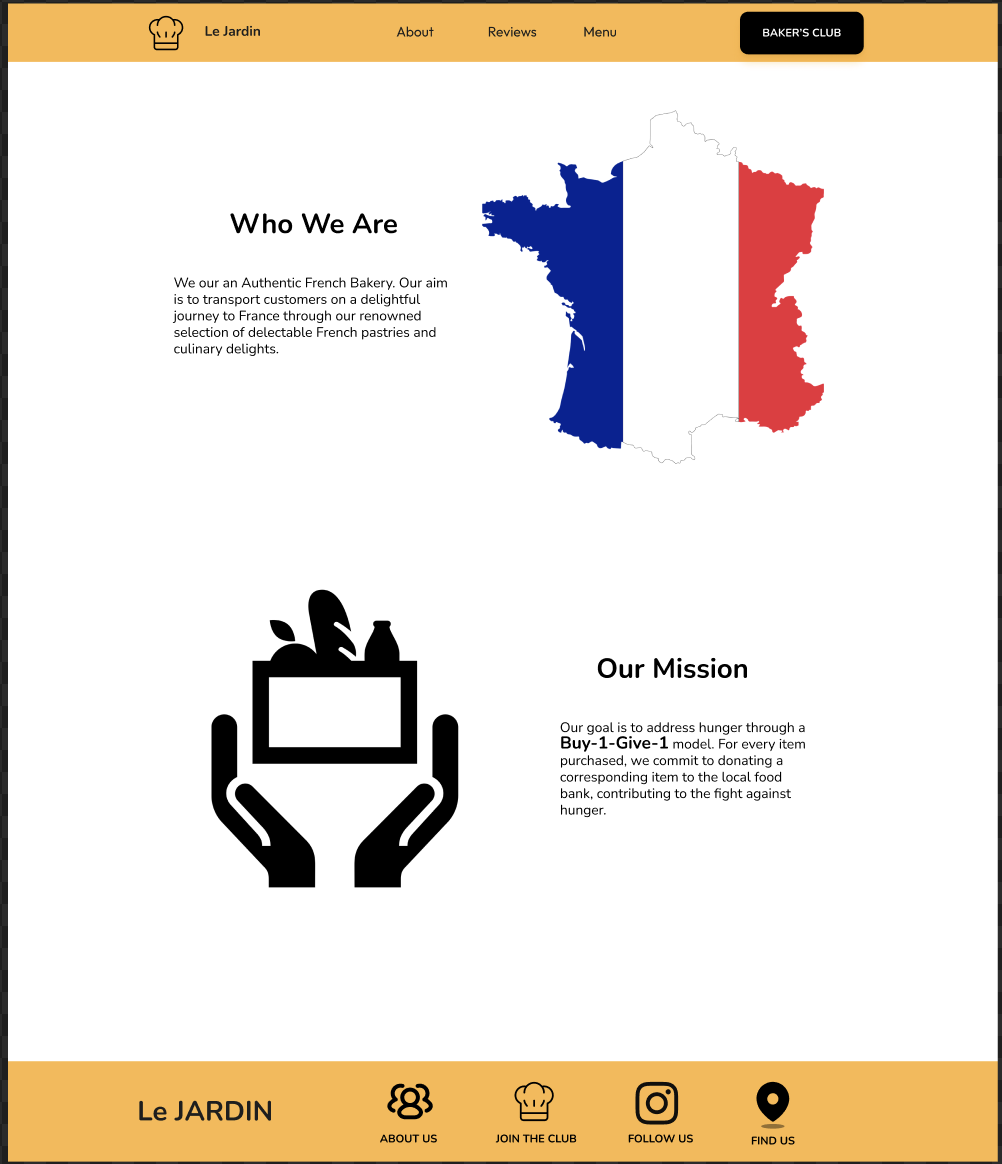 Le Jardin
About
Reviews
Menu
BAKER'S CLUB
Who We Are
We our an Authentic French Bakery. Our aim
is to transport customers on a delightful
journey to France through our renowned
selection of delectable French pastries and
culinary delights.
Our Mission
Our goal is to address hunger through a
Buy-1-Give-1 model. For every item
purchased, we commit to donating a
corresponding item to the local food
bank, contributing to the fight against
hunger.
Le JARDIN
ABOUT US
JOIN THE CLUB
FOLLOW US
FIND US